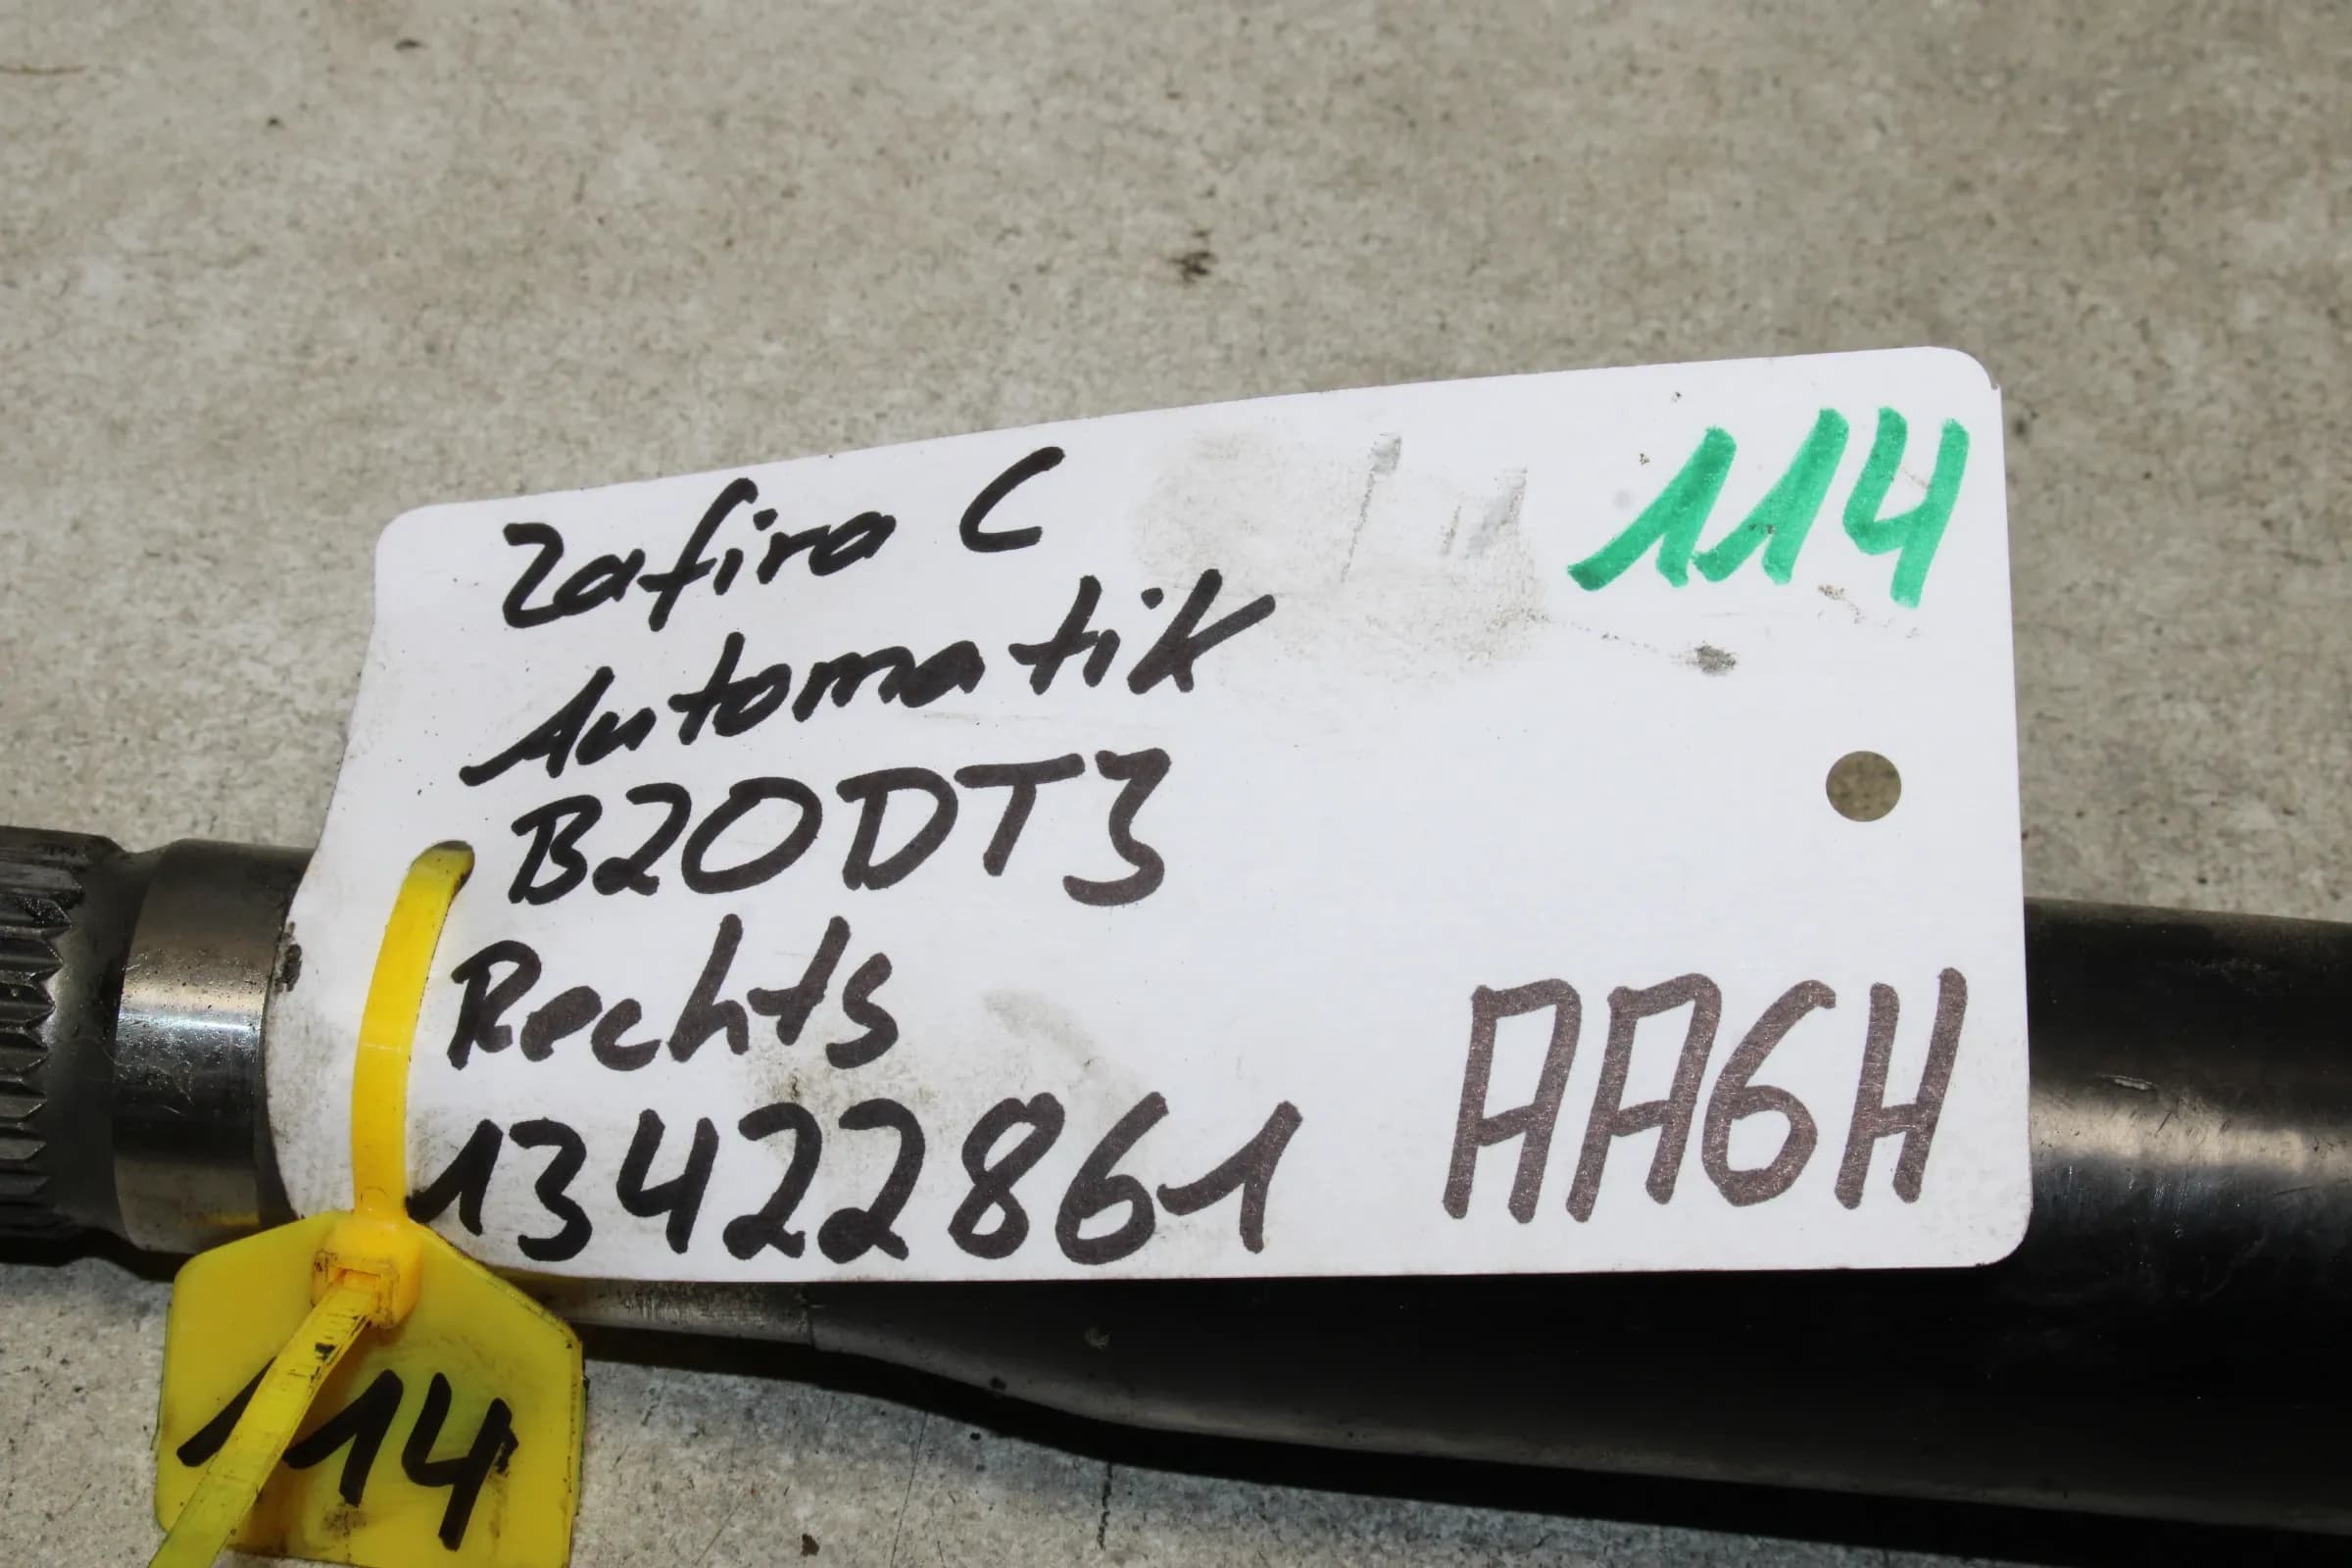 Zafira C
114
Automatik
B20DT3
Rechts
13422861
AA6H
114